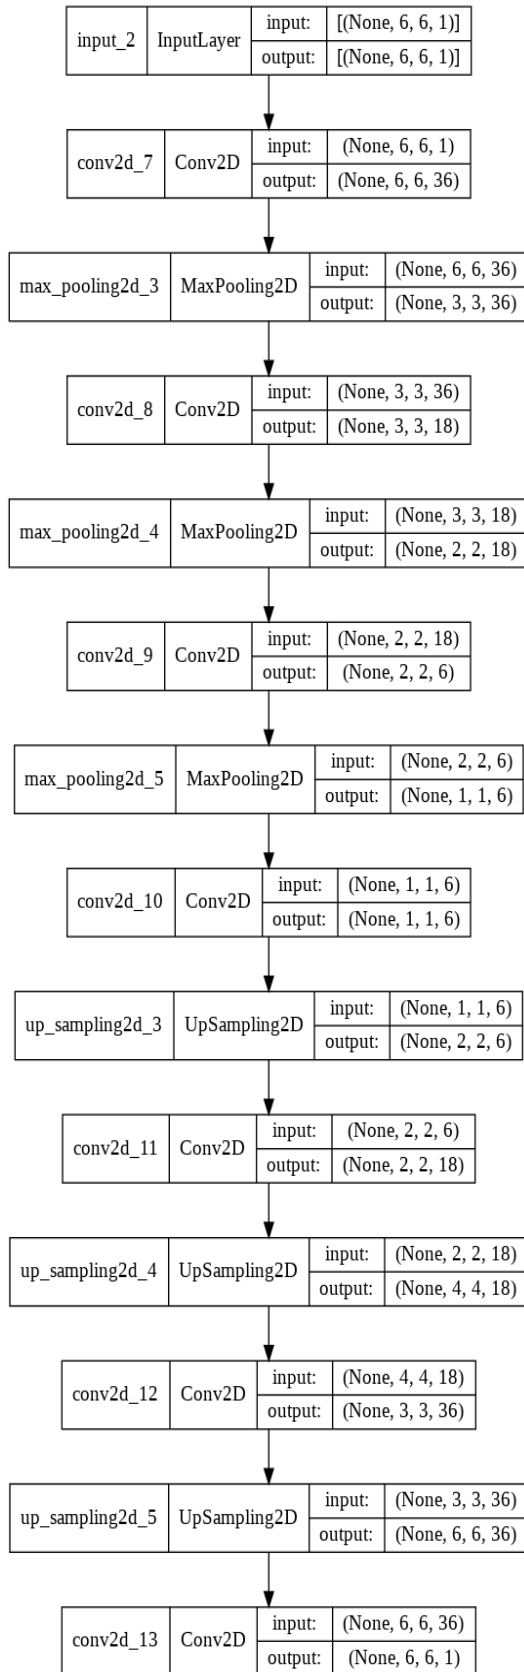 input_2 InputLayer input: [(None, 6, 6, 1)]
output: [(None, 6, 6, 1)]
conv2d_7 Conv2D input: (None, 6, 6, 1)
output: (None, 6, 6, 36)
max_pooling2d_3 MaxPooling2D input: (None, 6, 6, 36)
output: (None, 3, 3, 36)
conv2d_8 Conv2D input: (None, 3, 3, 36)
output: (None, 3, 3, 18)
max_pooling2d_4 MaxPooling2D input: (None, 3, 3, 18)
output: (None, 2, 2, 18)
conv2d_9 Conv2D input: (None, 2, 2, 18)
output: (None, 2, 2, 6)
max_pooling2d_5 MaxPooling2D input: (None, 2, 2, 6)
output: (None, 1, 1, 6)
conv2d_10 Conv2D input: (None, 1, 1, 6)
output: (None, 1, 1, 6)
up_sampling2d_3 UpSampling2D input: (None, 1, 1, 6)
output: (None, 2, 2, 6)
conv2d_11 Conv2D input: (None, 2, 2, 6)
output: (None, 2, 2, 18)
up_sampling2d_4 UpSampling2D input: (None, 2, 2, 18)
output: (None, 4, 4, 18)
conv2d_12 Conv2D input: (None, 4, 4, 18)
output: (None, 3, 3, 36)
up_sampling2d_5 UpSampling2D input: (None, 3, 3, 36)
output: (None, 6, 6, 36)
conv2d_13 Conv2D input: (None, 6, 6, 36)
output: (None, 6, 6, 1)